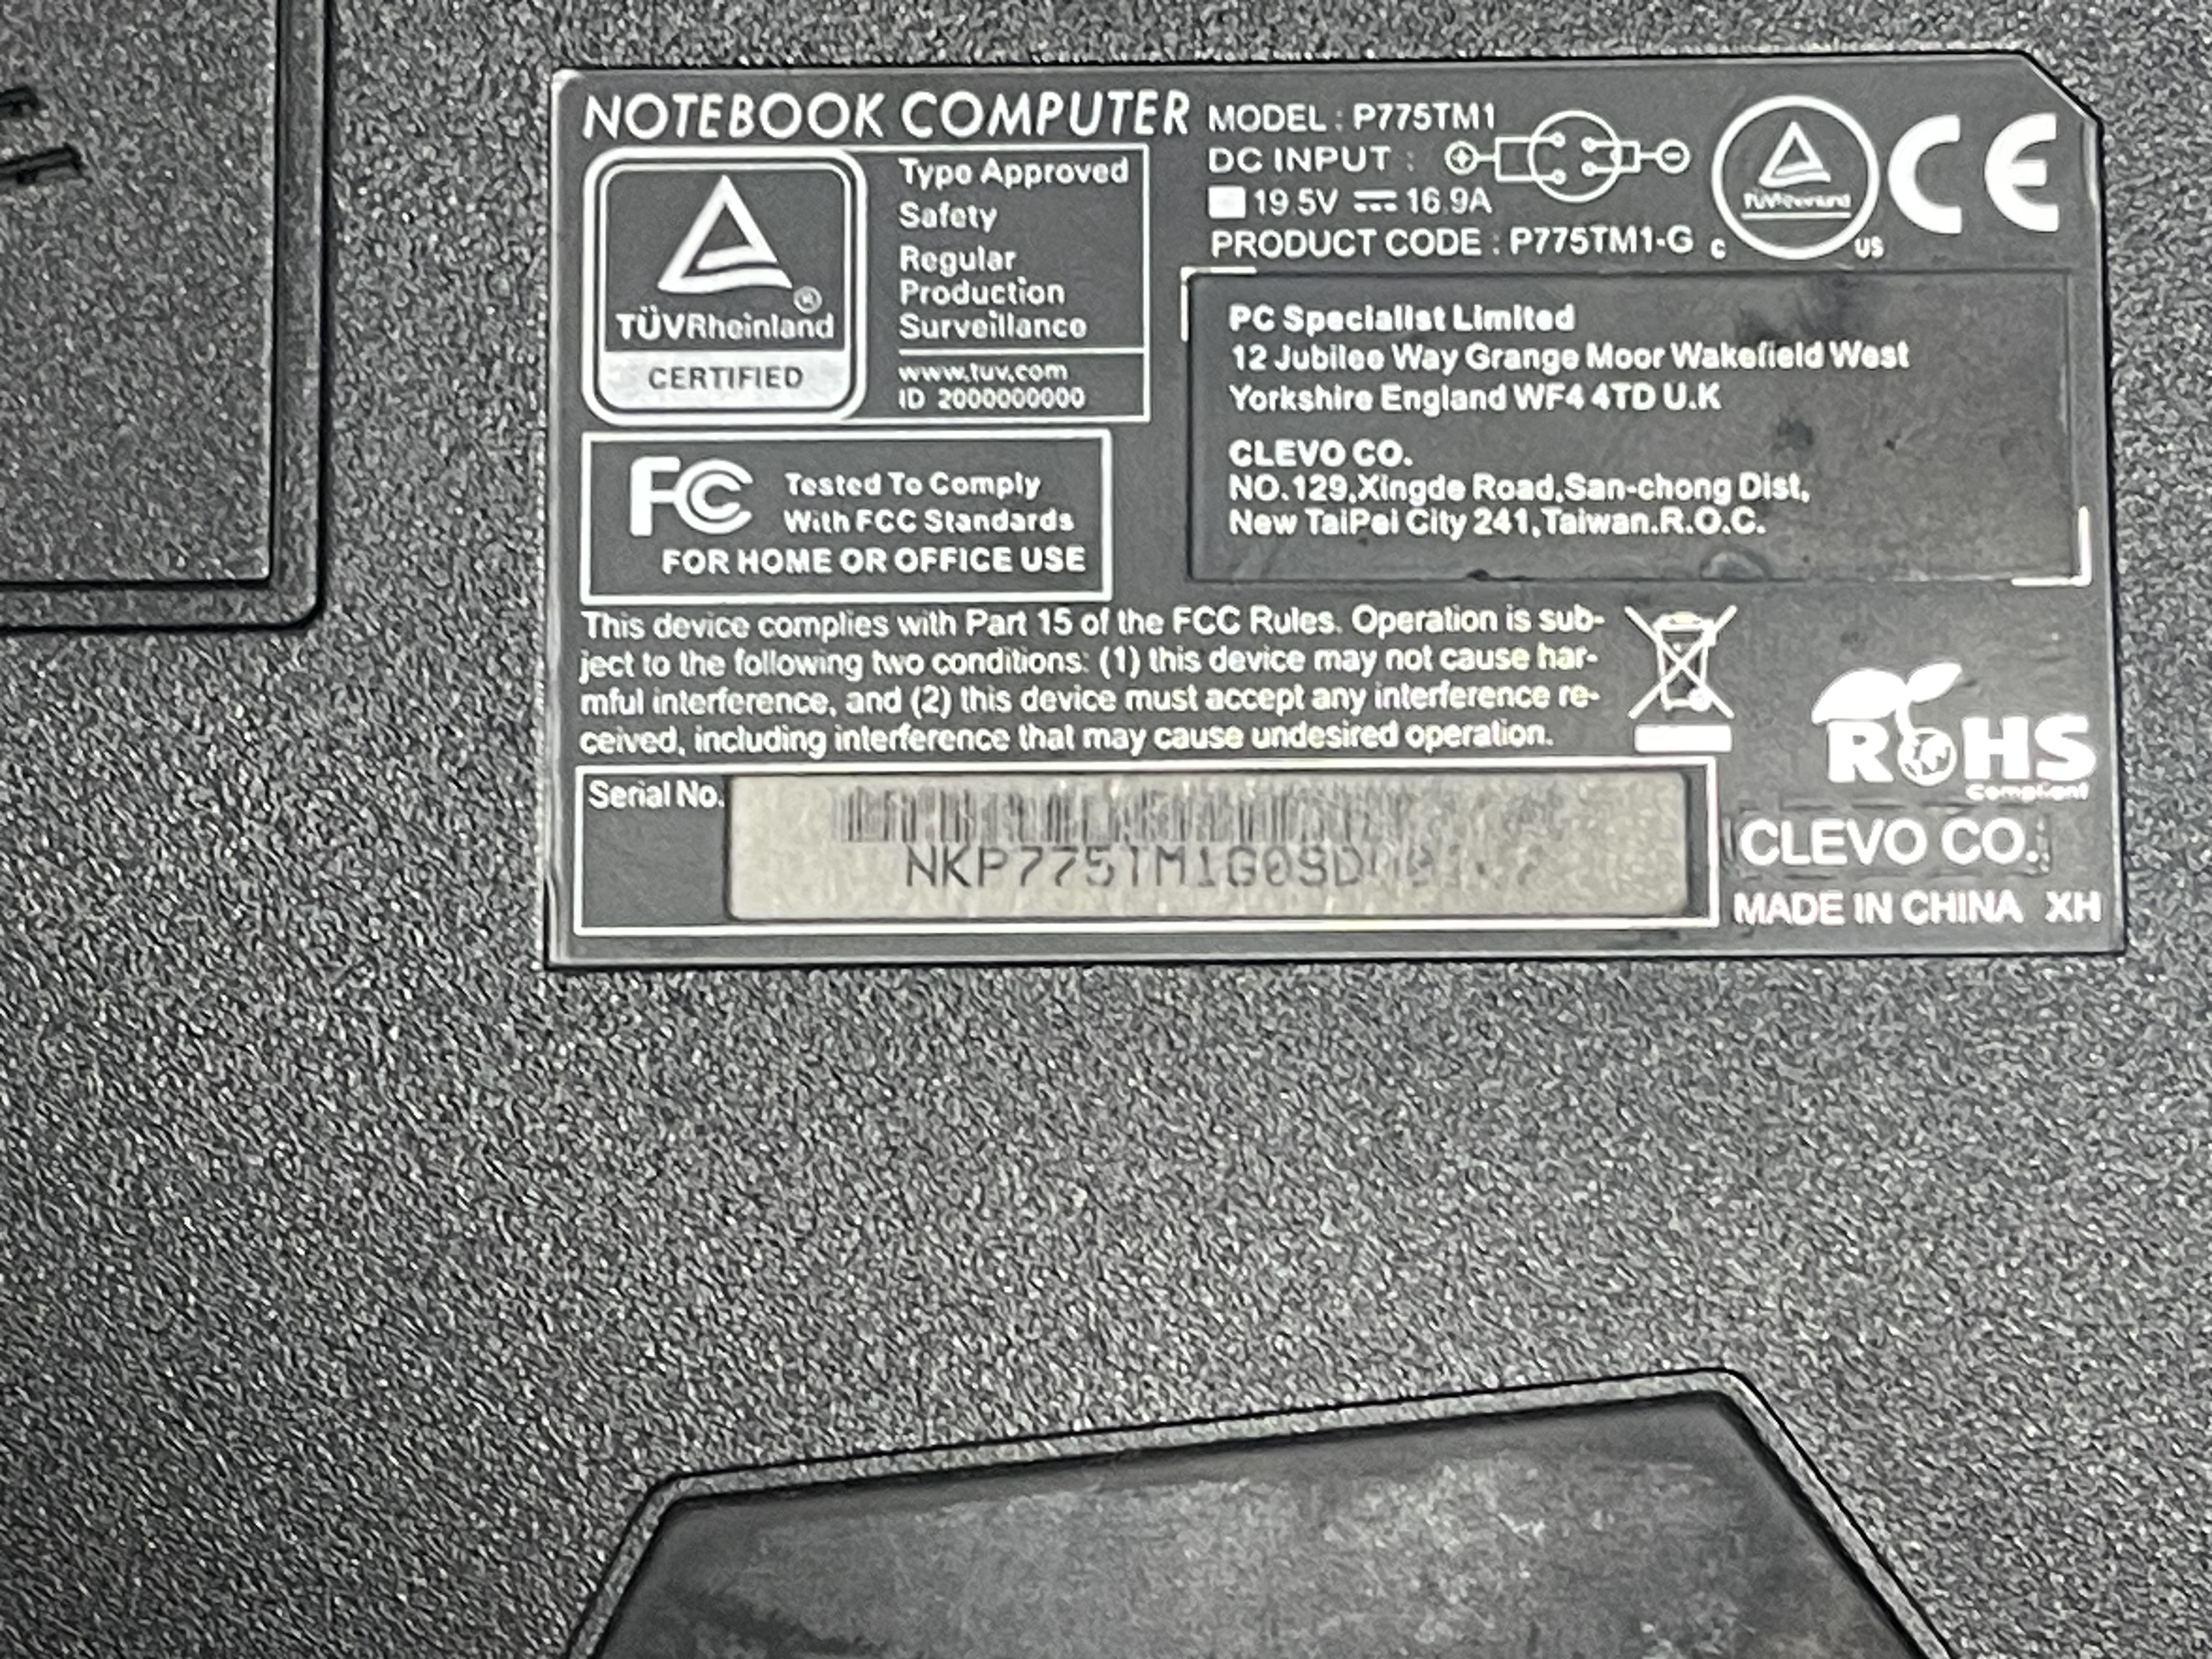 NOTEBOOK COMPUTER
MODEL : P775TM1
DC INPUT :
19.5V 16.9A
PRODUCT CODE : P775TM1-G
TÜVRheinland
CERTIFIED
Type Approved
Safety
Regular
Production
Surveillance
www.tuv.com
ID 2000000000
TÜVRheinland
C US
CE
PC Specialist Limited
12 Jubilee Way Grange Moor Wakefield West
Yorkshire England WF4 4TD U.K
CLEVO CO.
NO.129,Xingde Road,San-chong Dist,
New TaiPei City 241,Taiwan.R.O.C.
FC Tested To Comply
With FCC Standards
FOR HOME OR OFFICE USE
This device complies with Part 15 of the FCC Rules. Operation is sub-
ject to the following two conditions: (1) this device may not cause har-
mful interference, and (2) this device must accept any interference re-
ceived, including interference that may cause undesired operation.
RoHS
Compliant
Serial No.
CLEVO CO.
MADE IN CHINA XH